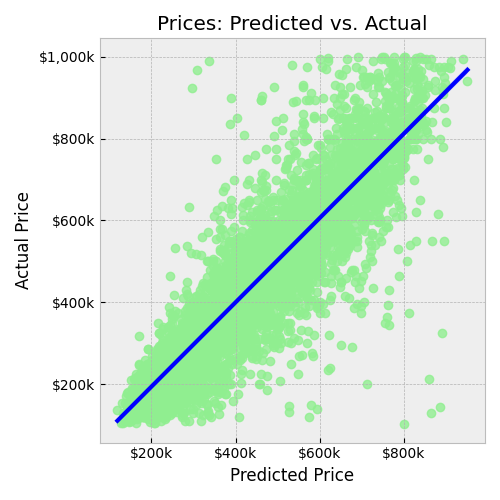 Prices: Predicted vs. Actual
$1,000k
$800k
$600k
$400k
$200k
Actual Price
$200k $400k $600k $800k
Predicted Price